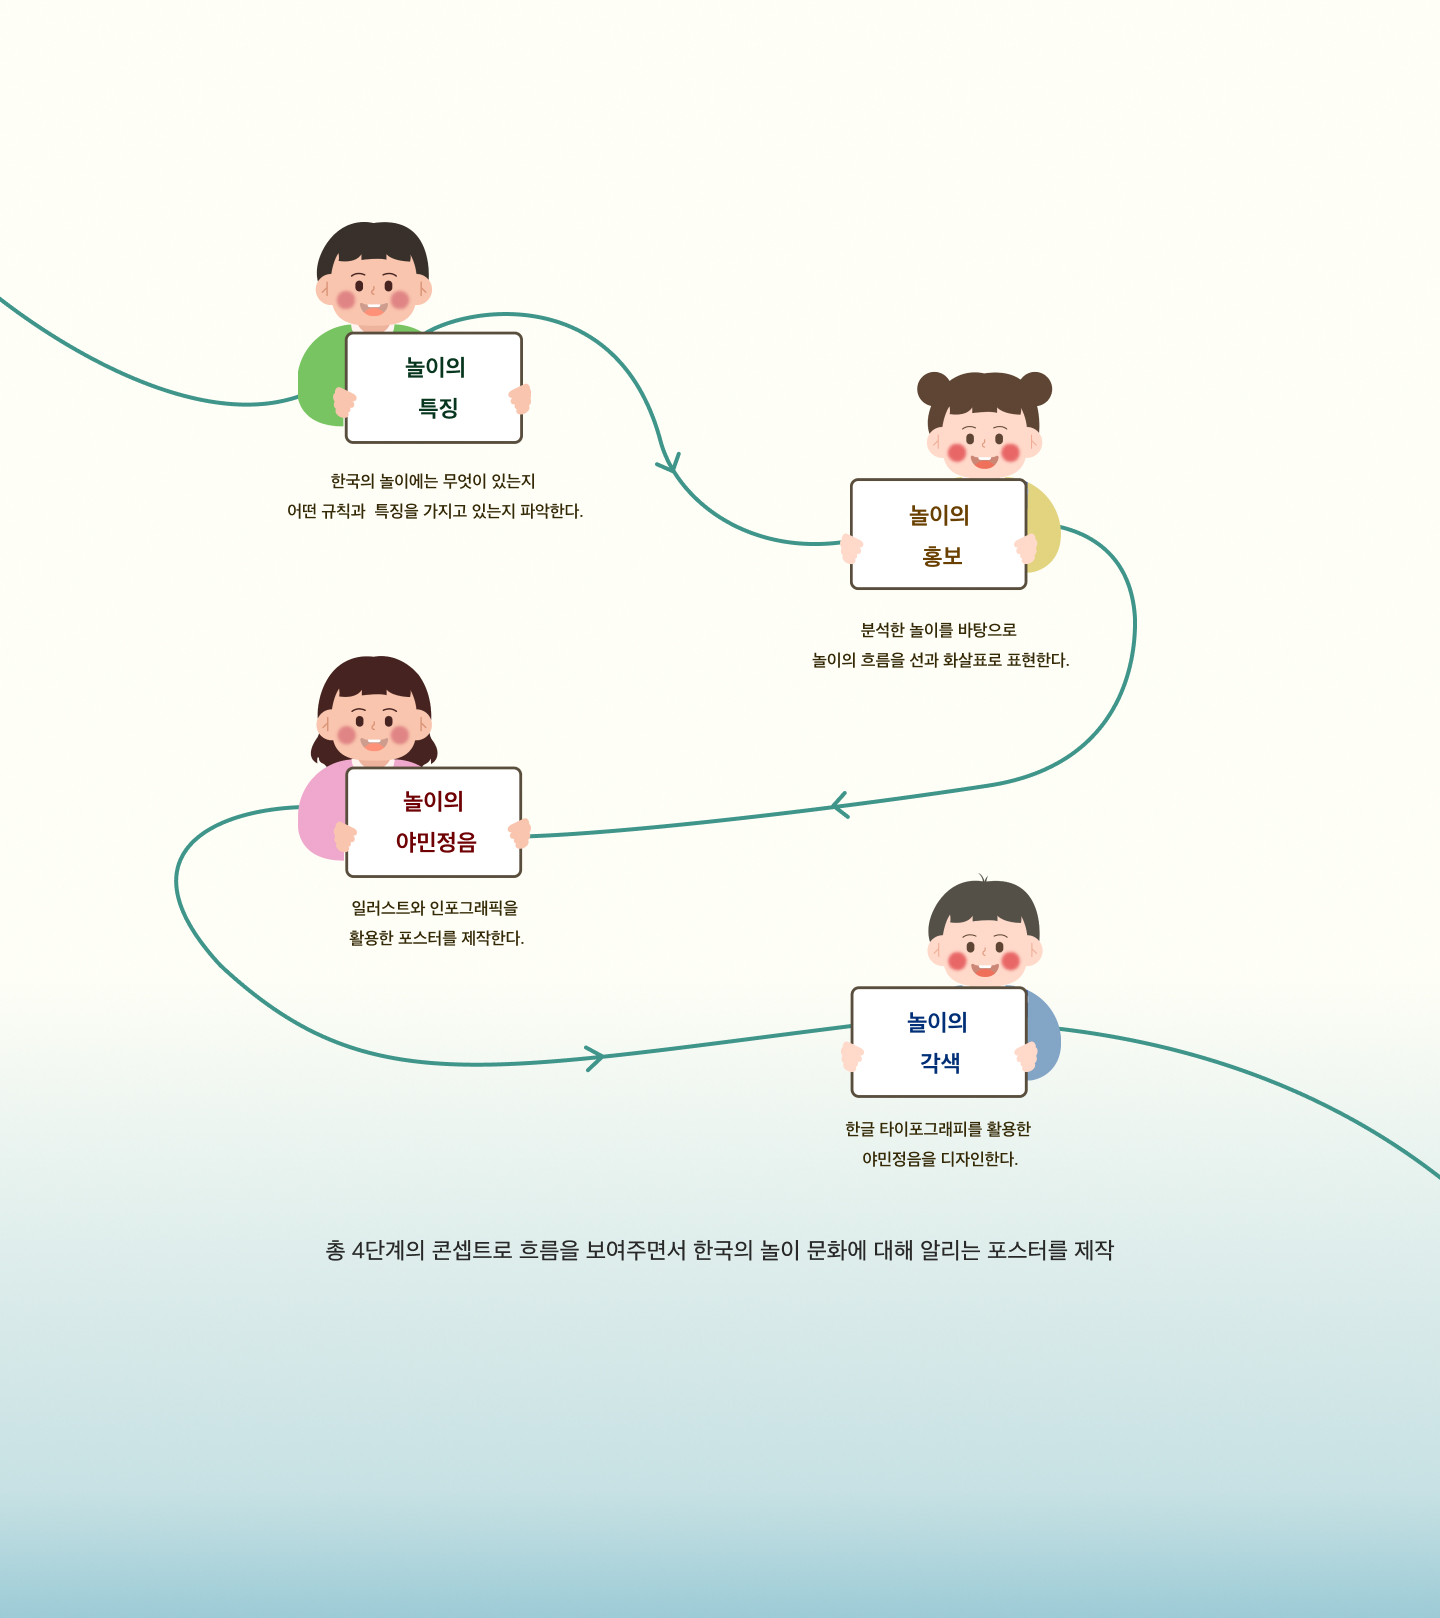 놀이의
특징
한국의 놀이에는 무엇이 있는지
어떤 규칙과 특징을 가지고 있는지 파악한다.
놀이의
홍보
분석한 놀이를 바탕으로
놀이의 흐름을 선과 화살표로 표현한다.
놀이의
야민정음
일러스트와 인포그래픽을
활용한 포스터를 제작한다.
놀이의
각색
한글 타이포그래피를 활용한
야민정음을 디자인한다.
총 4단계의 콘셉트로 흐름을 보여주면서 한국의 놀이 문화에 대해 알리는 포스터를 제작